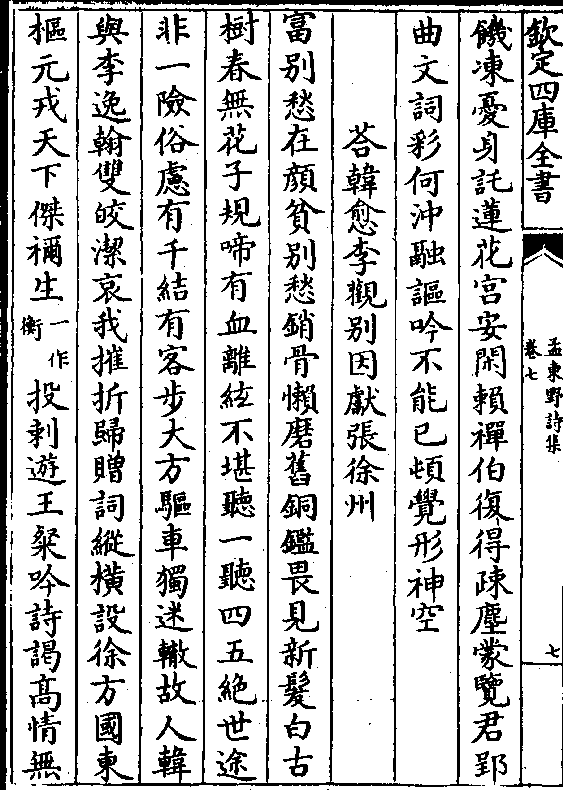 欽定四庫全書
孟東野詩集
卷七
七
饑凍憂身託蓮花宮安閑賴禪伯復得疎塵蒙覽君郢
曲文詞彩何沖融謳吟不能已頓覺形神空
荅韓愈李觀別因獻張徐州
富別愁在顔貧別愁銷骨懶磨舊銅鑑畏見新髮白古
樹春無花子規啼有血離絃不堪聽一聽四五絶世途
非一險俗慮有千結有客步大方驅車獨迷轍故人韓
與李逸翰雙皎潔哀我摧折歸贈詞縱橫設徐方國東
樞元戎天下傑禰生一作衡投刺遊王粲吟詩謁髙情無